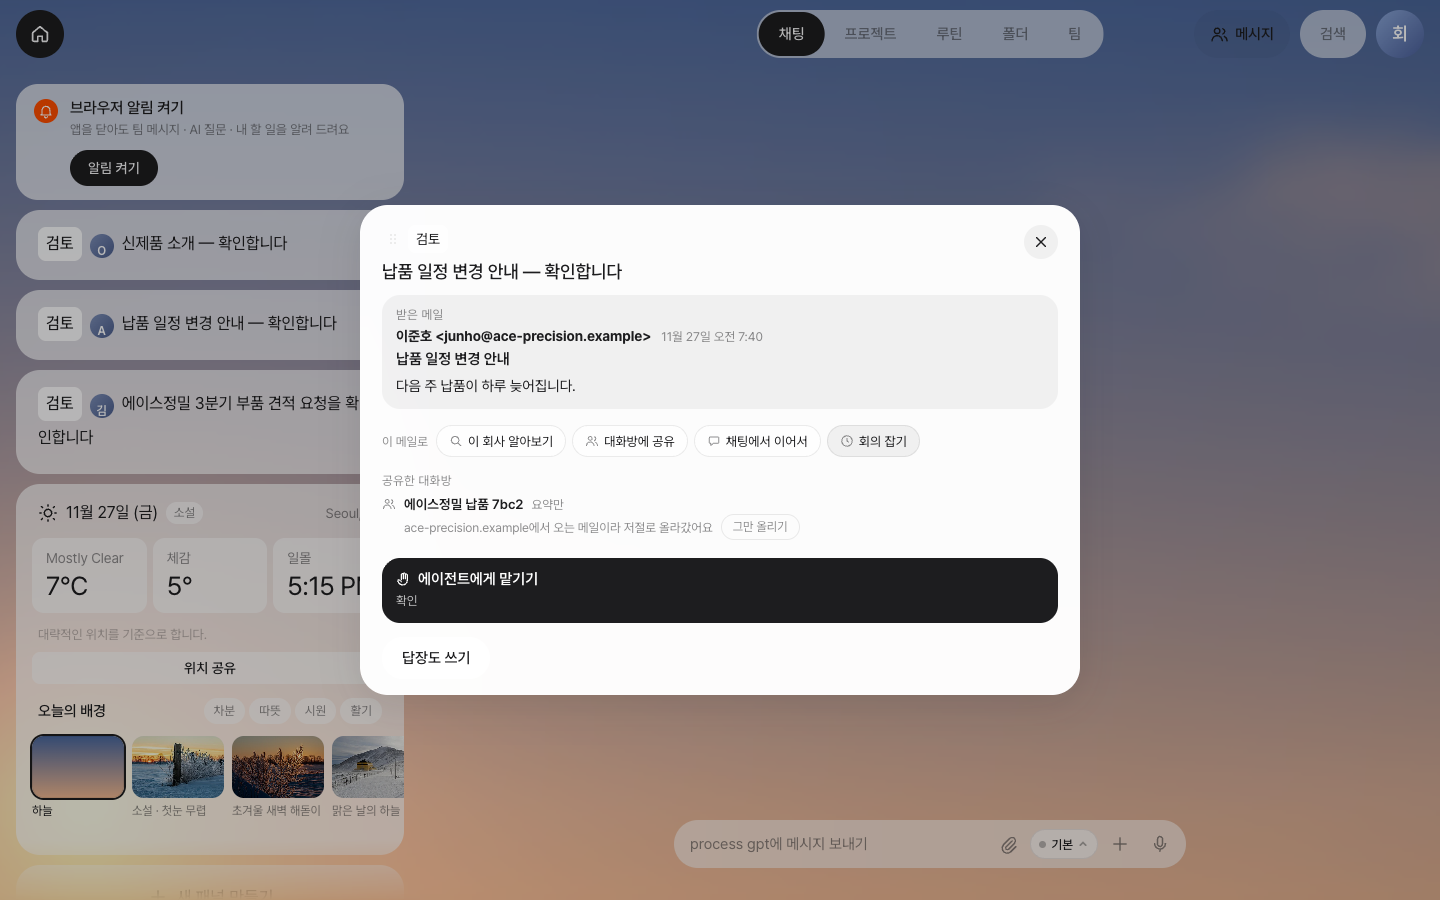 채팅
프로젝트
루틴
폴더
팀
메시지
검색
회
브라우저 알림 켜기
앱을 닫아도 팀 메시지 · AI 질문 · 내 할 일을 알려 드려요
알림 켜기
검토 O 신제품 소개 — 확인합니다
검토 A 납품 일정 변경 안내 — 확인합니다
검토 김 에이스정밀 3분기 부품 견적 요청을 확
인합니다
11월 27일 (금) 소설 Seoul,
Mostly Clear 체감 일몰
7°C 5° 5:15 PM
대략적인 위치를 기준으로 합니다.
위치 공유
오늘의 배경 차분 따뜻 시원 활기
하늘 소설 · 첫눈 무렵 초겨울 새벽 해돋이 맑은 날의 하늘
검토
납품 일정 변경 안내 — 확인합니다
받은 메일
이준호 <junho@ace-precision.example> 11월 27일 오전 7:40
납품 일정 변경 안내
다음 주 납품이 하루 늦어집니다.
이 메일로 이 회사 알아보기 대화방에 공유 채팅에서 이어서 회의 잡기
공유한 대화방
에이스정밀 납품 7bc2 요약만
ace-precision.example에서 오는 메일이라 저절로 올라갔어요 그만 올리기
에이전트에게 맡기기
확인
답장도 쓰기
process gpt에 메시지 보내기
기본